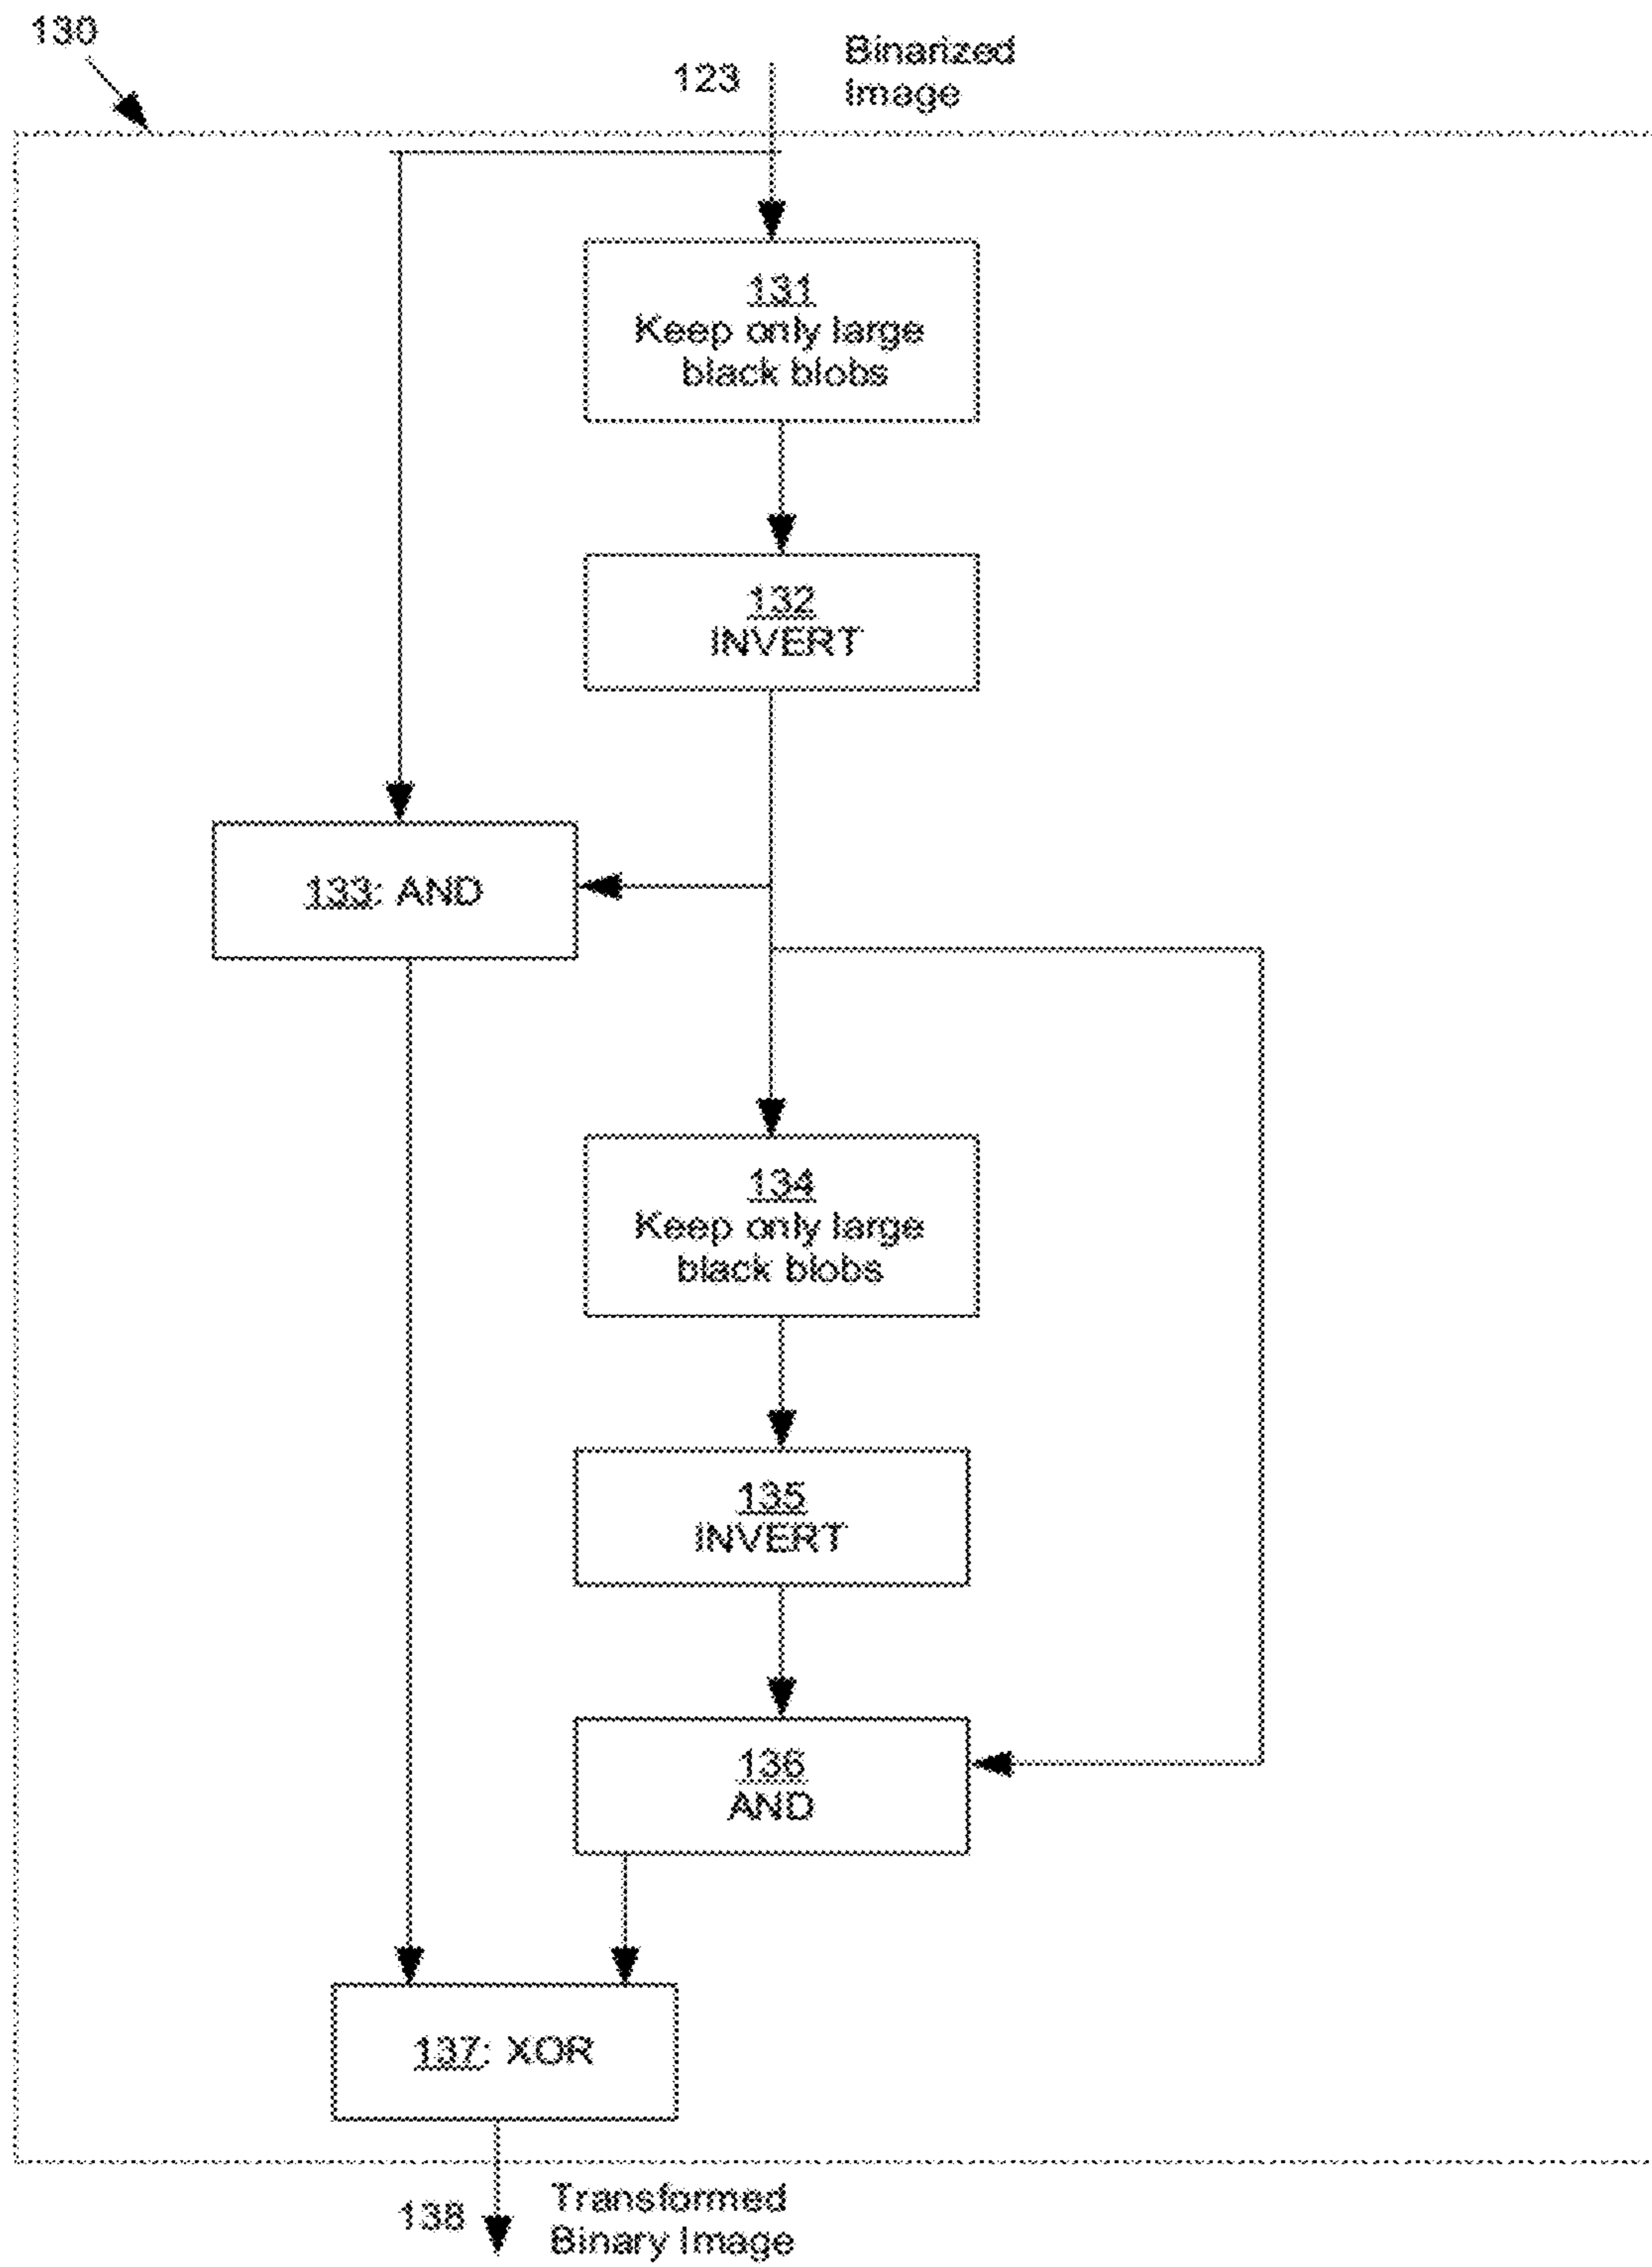 130
123
Binarized
Image
131
Keep only large
black blobs
132
INVERT
133: AND
134
Keep only large
black blobs
135
INVERT
136
AND
137: XOR
138
Transformed
Binary Image